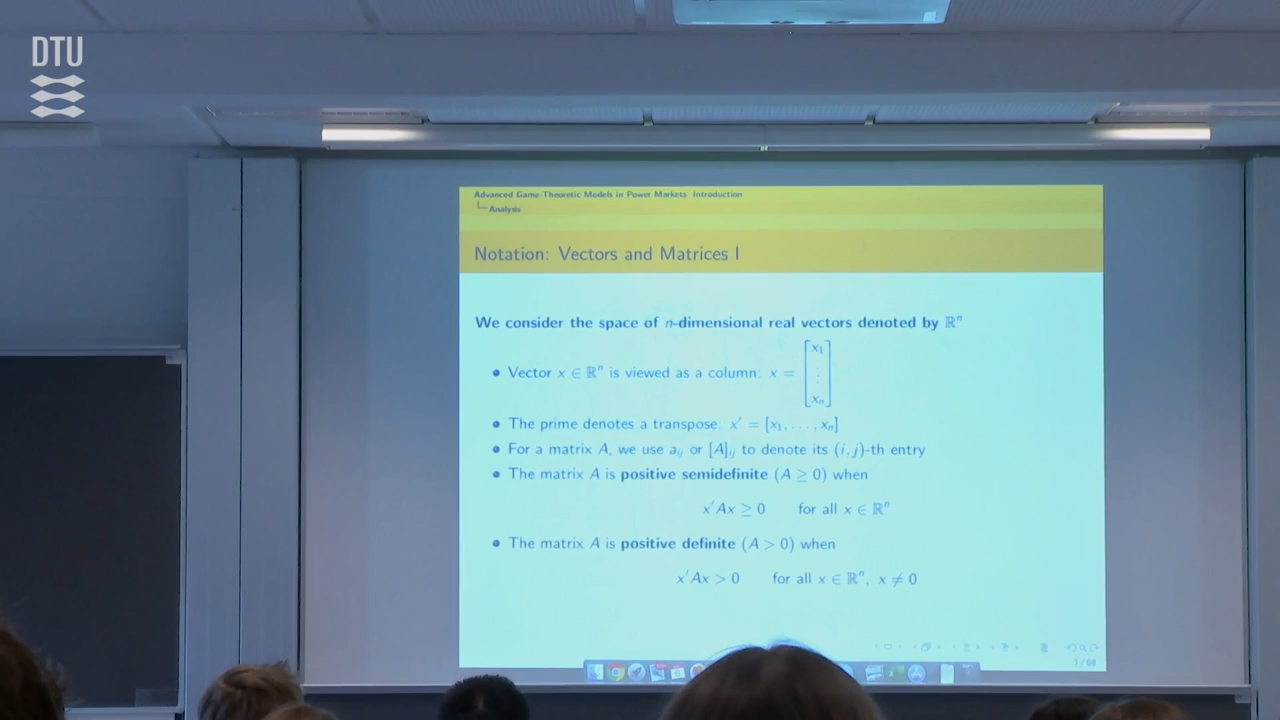 DTU
Advanced Game-Theoretic Models in Power Markets Introduction
Analysis
Notation: Vectors and Matrices I
We consider the space of n-dimensional real vectors denoted by ℝⁿ
• Vector x ∈ ℝⁿ is viewed as a column: x = [x₁ ⋮ xₙ]
• The prime denotes a transpose: x′ = [x₁, . . . , xₙ]
• For a matrix A, we use aᵢⱼ or [A]ᵢⱼ to denote its (i, j)-th entry
• The matrix A is positive semidefinite (A ≥ 0) when
x′Ax ≥ 0 for all x ∈ ℝⁿ
• The matrix A is positive definite (A > 0) when
x′Ax > 0 for all x ∈ ℝⁿ, x ≠ 0
3/60